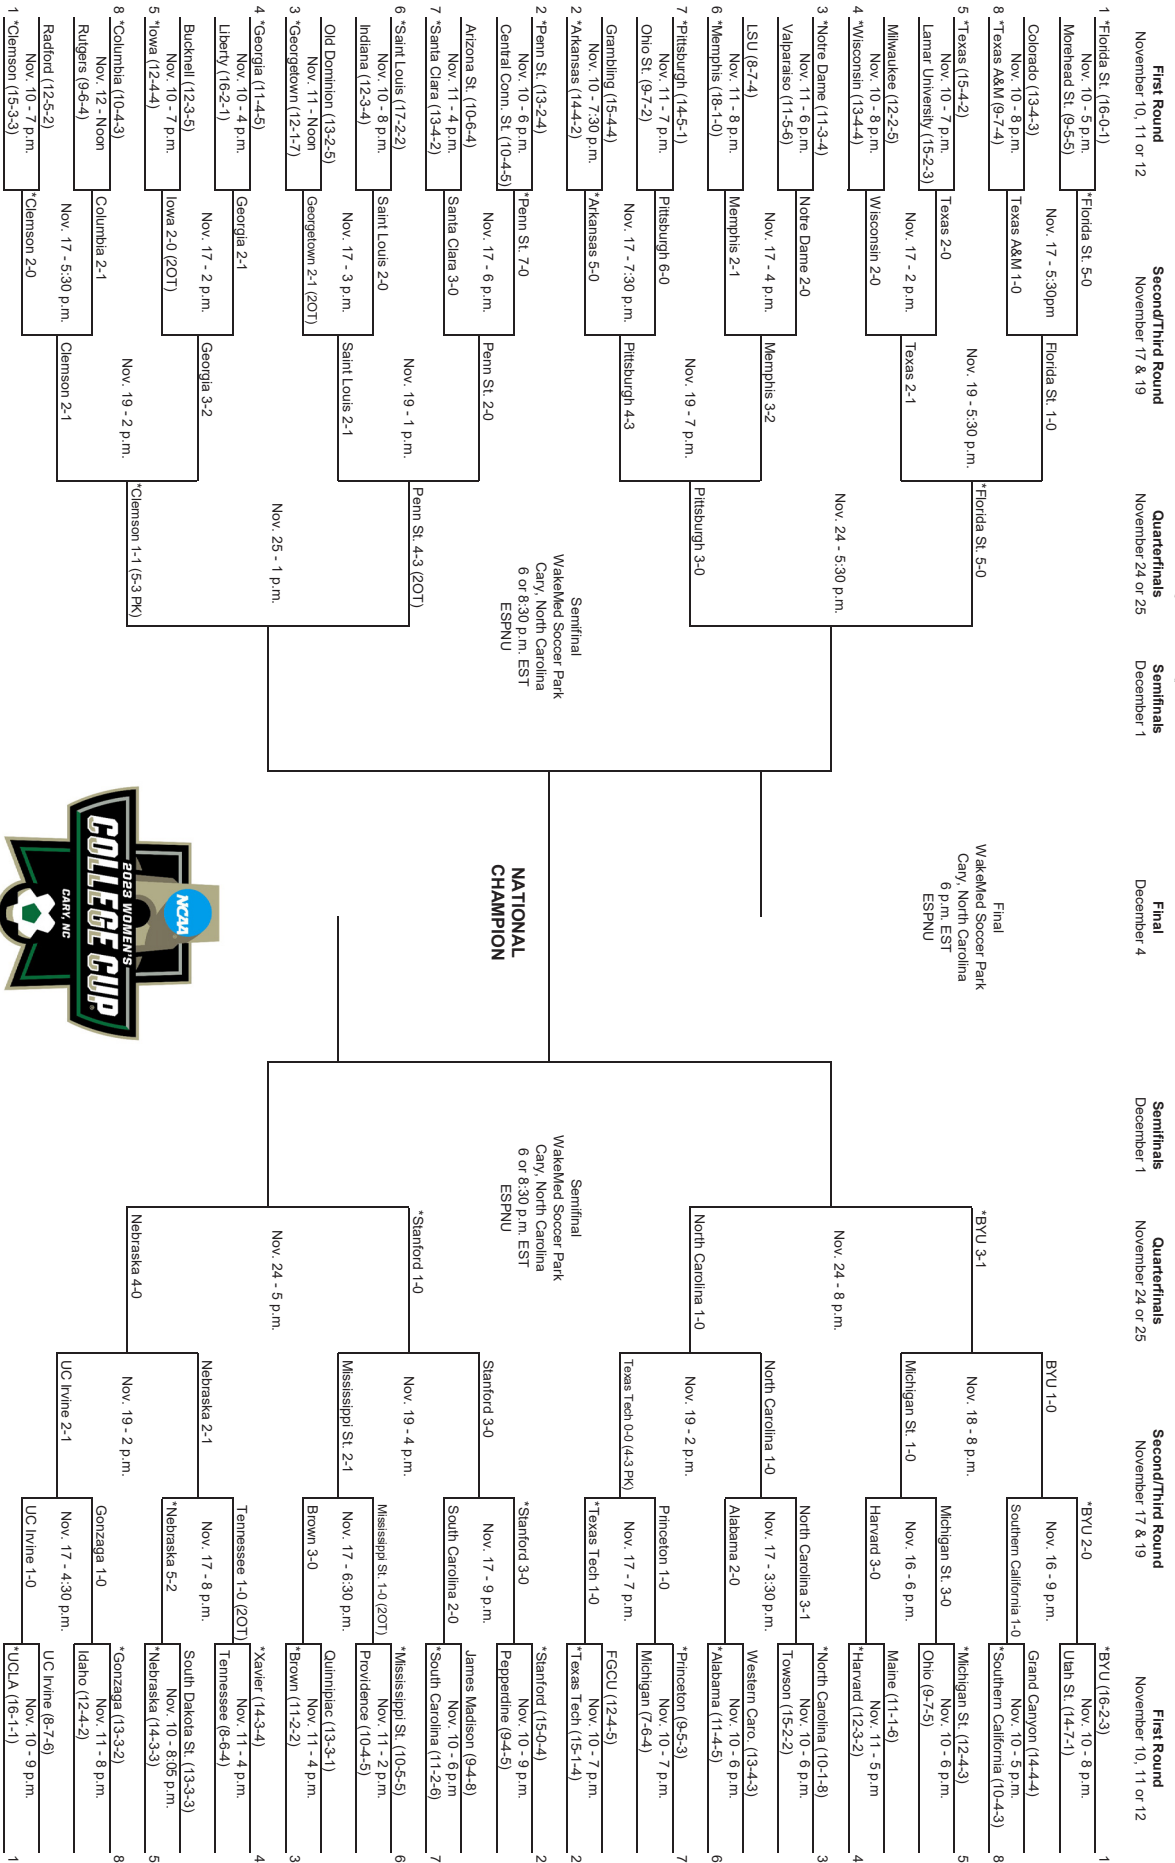 First Round
November 10, 11 or 12
Second/Third Round
November 17 & 19
Quarterfinals
November 24 or 25
Semifinals
December 1
Final
December 4
Semifinals
December 1
Quarterfinals
November 24 or 25
Second/Third Round
November 17 & 19
First Round
November 10, 11 or 12
1 *Florida St. (16-0-1)
Nov. 10 - 5 p.m.
Morehead St. (9-5-5)
Colorado (13-4-3)
Nov. 10 - 8 p.m.
8 *Texas A&M (9-7-4)
5 *Texas (15-4-2)
Nov. 10 - 7 p.m.
Lamar University (15-2-3)
Milwaukee (12-2-5)
Nov. 10 - 8 p.m.
4 *Wisconsin (13-4-4)
3 *Notre Dame (11-3-4)
Nov. 11 - 6 p.m.
Valparaiso (11-5-6)
LSU (8-7-4)
Nov. 11 - 8 p.m.
6 *Memphis (18-1-0)
7 *Pittsburgh (14-5-1)
Nov. 11 - 7 p.m.
Ohio St. (9-7-2)
Grambling (15-4-4)
Nov. 10 - 7:30 p.m.
2 *Arkansas (14-4-2)
2 *Penn St. (13-2-4)
Nov. 10 - 6 p.m.
Central Conn. St. (10-4-5)
Arizona St. (10-6-4)
Nov. 11 - 4 p.m.
7 *Santa Clara (13-4-2)
6 *Saint Louis (17-2-2)
Nov. 10 - 8 p.m.
Indiana (12-3-4)
Old Dominion (13-2-5)
Nov. 11 - Noon
3 *Georgetown (12-1-7)
4 *Georgia (11-4-5)
Nov. 10 - 4 p.m.
Liberty (16-2-1)
Bucknell (12-3-5)
Nov. 10 - 7 p.m.
5 *Iowa (12-4-4)
8 *Columbia (10-4-3)
Nov. 12 - Noon
Rutgers (9-6-4)
Radford (12-5-2)
Nov. 10 - 7 p.m.
1 *Clemson (15-3-3)
*Florida St. 5-0
Nov. 17 - 5:30pm
Texas A&M 1-0
Texas 2-0
Nov. 17 - 2 p.m.
Wisconsin 2-0
Notre Dame 2-0
Nov. 17 - 4 p.m.
Memphis 2-1
Pittsburgh 6-0
Nov. 17 - 7:30 p.m.
*Arkansas 5-0
*Penn St. 7-0
Nov. 17 - 6 p.m.
Santa Clara 3-0
Saint Louis 2-0
Nov. 17 - 3 p.m.
Georgetown 2-1 (2OT)
Georgia 2-1
Nov. 17 - 2 p.m.
Iowa 2-0 (2OT)
Columbia 2-1
Nov. 17 - 5:30 p.m.
*Clemson 2-0
Florida St. 1-0
Nov. 19 - 5:30 p.m.
Texas 2-1
Memphis 3-2
Nov. 19 - 7 p.m.
Pittsburgh 4-3
Penn St. 2-0
Nov. 19 - 1 p.m.
Saint Louis 2-1
Georgia 3-2
Nov. 19 - 2 p.m.
Clemson 2-1
*Florida St. 5-0
Nov. 24 - 5:30 p.m.
Pittsburgh 3-0
Penn St. 4-3 (2OT)
Nov. 25 - 1 p.m.
*Clemson 1-1 (5-3 PK)
Semifinal
WakeMed Soccer Park
Cary, North Carolina
6 or 8:30 p.m. EST
ESPNU
Final
WakeMed Soccer Park
Cary, North Carolina
6 p.m. EST
ESPNU
NATIONAL
CHAMPION
NCAA
2023 WOMEN'S
COLLEGE CUP
CARY, NC
Semifinal
WakeMed Soccer Park
Cary, North Carolina
6 or 8:30 p.m. EST
ESPNU
*BYU 3-1
Nov. 24 - 8 p.m.
North Carolina 1-0
*Stanford 1-0
Nov. 24 - 5 p.m.
Nebraska 4-0
BYU 1-0
Nov. 18 - 8 p.m.
Michigan St. 1-0
North Carolina 1-0
Nov. 19 - 2 p.m.
Texas Tech 0-0 (4-3 PK)
Stanford 3-0
Nov. 19 - 4 p.m.
Mississippi St. 2-1
Nebraska 2-1
Nov. 19 - 2 p.m.
UC Irvine 2-1
*BYU 2-0
Nov. 16 - 9 p.m.
Southern California 1-0
Michigan St. 3-0
Nov. 16 - 6 p.m.
Harvard 3-0
North Carolina 3-1
Nov. 17 - 3:30 p.m.
Alabama 2-0
Princeton 1-0
Nov. 17 - 7 p.m.
*Texas Tech 1-0
*Stanford 3-0
Nov. 17 - 9 p.m.
South Carolina 2-0
Mississippi St. 1-0 (2OT)
Nov. 17 - 6:30 p.m.
Brown 3-0
Tennessee 1-0 (2OT)
Nov. 17 - 8 p.m.
*Nebraska 5-2
Gonzaga 1-0
Nov. 17 - 4:30 p.m.
UC Irvine 1-0
*BYU (16-2-3) 1
Nov. 10 - 8 p.m.
Utah St. (14-7-1)
Grand Canyon (14-4-4)
Nov. 10 - 5 p.m.
*Southern California (10-4-3) 8
*Michigan St. (12-4-3) 5
Nov. 10 - 6 p.m.
Ohio (9-7-5)
Maine (11-1-6)
Nov. 11 - 5 p.m
*Harvard (12-3-2) 4
*North Carolina (10-1-8) 3
Nov. 10 - 6 p.m.
Towson (15-2-2)
Western Caro. (13-4-3)
Nov. 10 - 6 p.m.
*Alabama (11-4-5) 6
*Princeton (9-5-3) 7
Nov. 10 - 7 p.m.
Michigan (7-6-4)
FGCU (12-4-5)
Nov. 10 - 7 p.m.
*Texas Tech (15-1-4) 2
*Stanford (15-0-4) 2
Nov. 10 - 9 p.m.
Pepperdine (9-4-5)
James Madison (9-4-8)
Nov. 10 - 6 p.m
*South Carolina (11-2-6) 7
*Mississippi St. (10-5-5) 6
Nov. 11 - 2 p.m.
Providence (10-4-5)
Quinnipiac (13-3-1)
Nov. 11 - 4 p.m.
*Brown (11-2-2) 3
*Xavier (14-3-4) 4
Nov. 11 - 4 p.m.
Tennessee (8-6-4)
South Dakota St. (13-3-3)
Nov. 10 - 8:05 p.m.
*Nebraska (14-3-3) 5
*Gonzaga (13-3-2) 8
Nov. 11 - 8 p.m.
Idaho (12-4-2)
UC Irvine (8-7-6)
Nov. 10 - 9 p.m.
*UCLA (16-1-1) 1